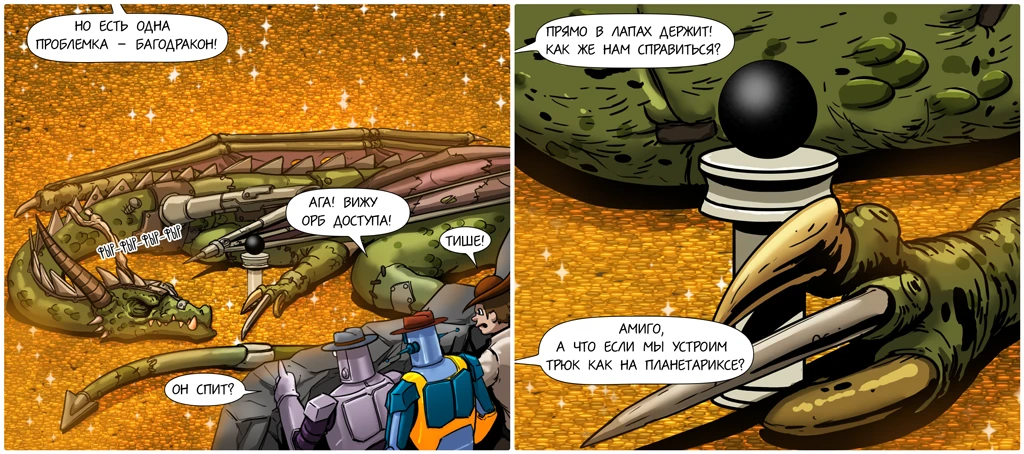 НО ЕСТЬ ОДНА
ПРОБЛЕМКА – БАГОДРАКОН!
ФЫР-ФЫР-ФЫР-ФЫР
АГА! ВИЖУ
ОРБ ДОСТУПА!
ТИШЕ!
ОН СПИТ?
ПРЯМО В ЛАПАХ ДЕРЖИТ!
КАК ЖЕ НАМ СПРАВИТЬСЯ?
АМИГО,
А ЧТО ЕСЛИ МЫ УСТРОИМ
ТРЮК КАК НА ПЛАНЕТАРИКСЕ?